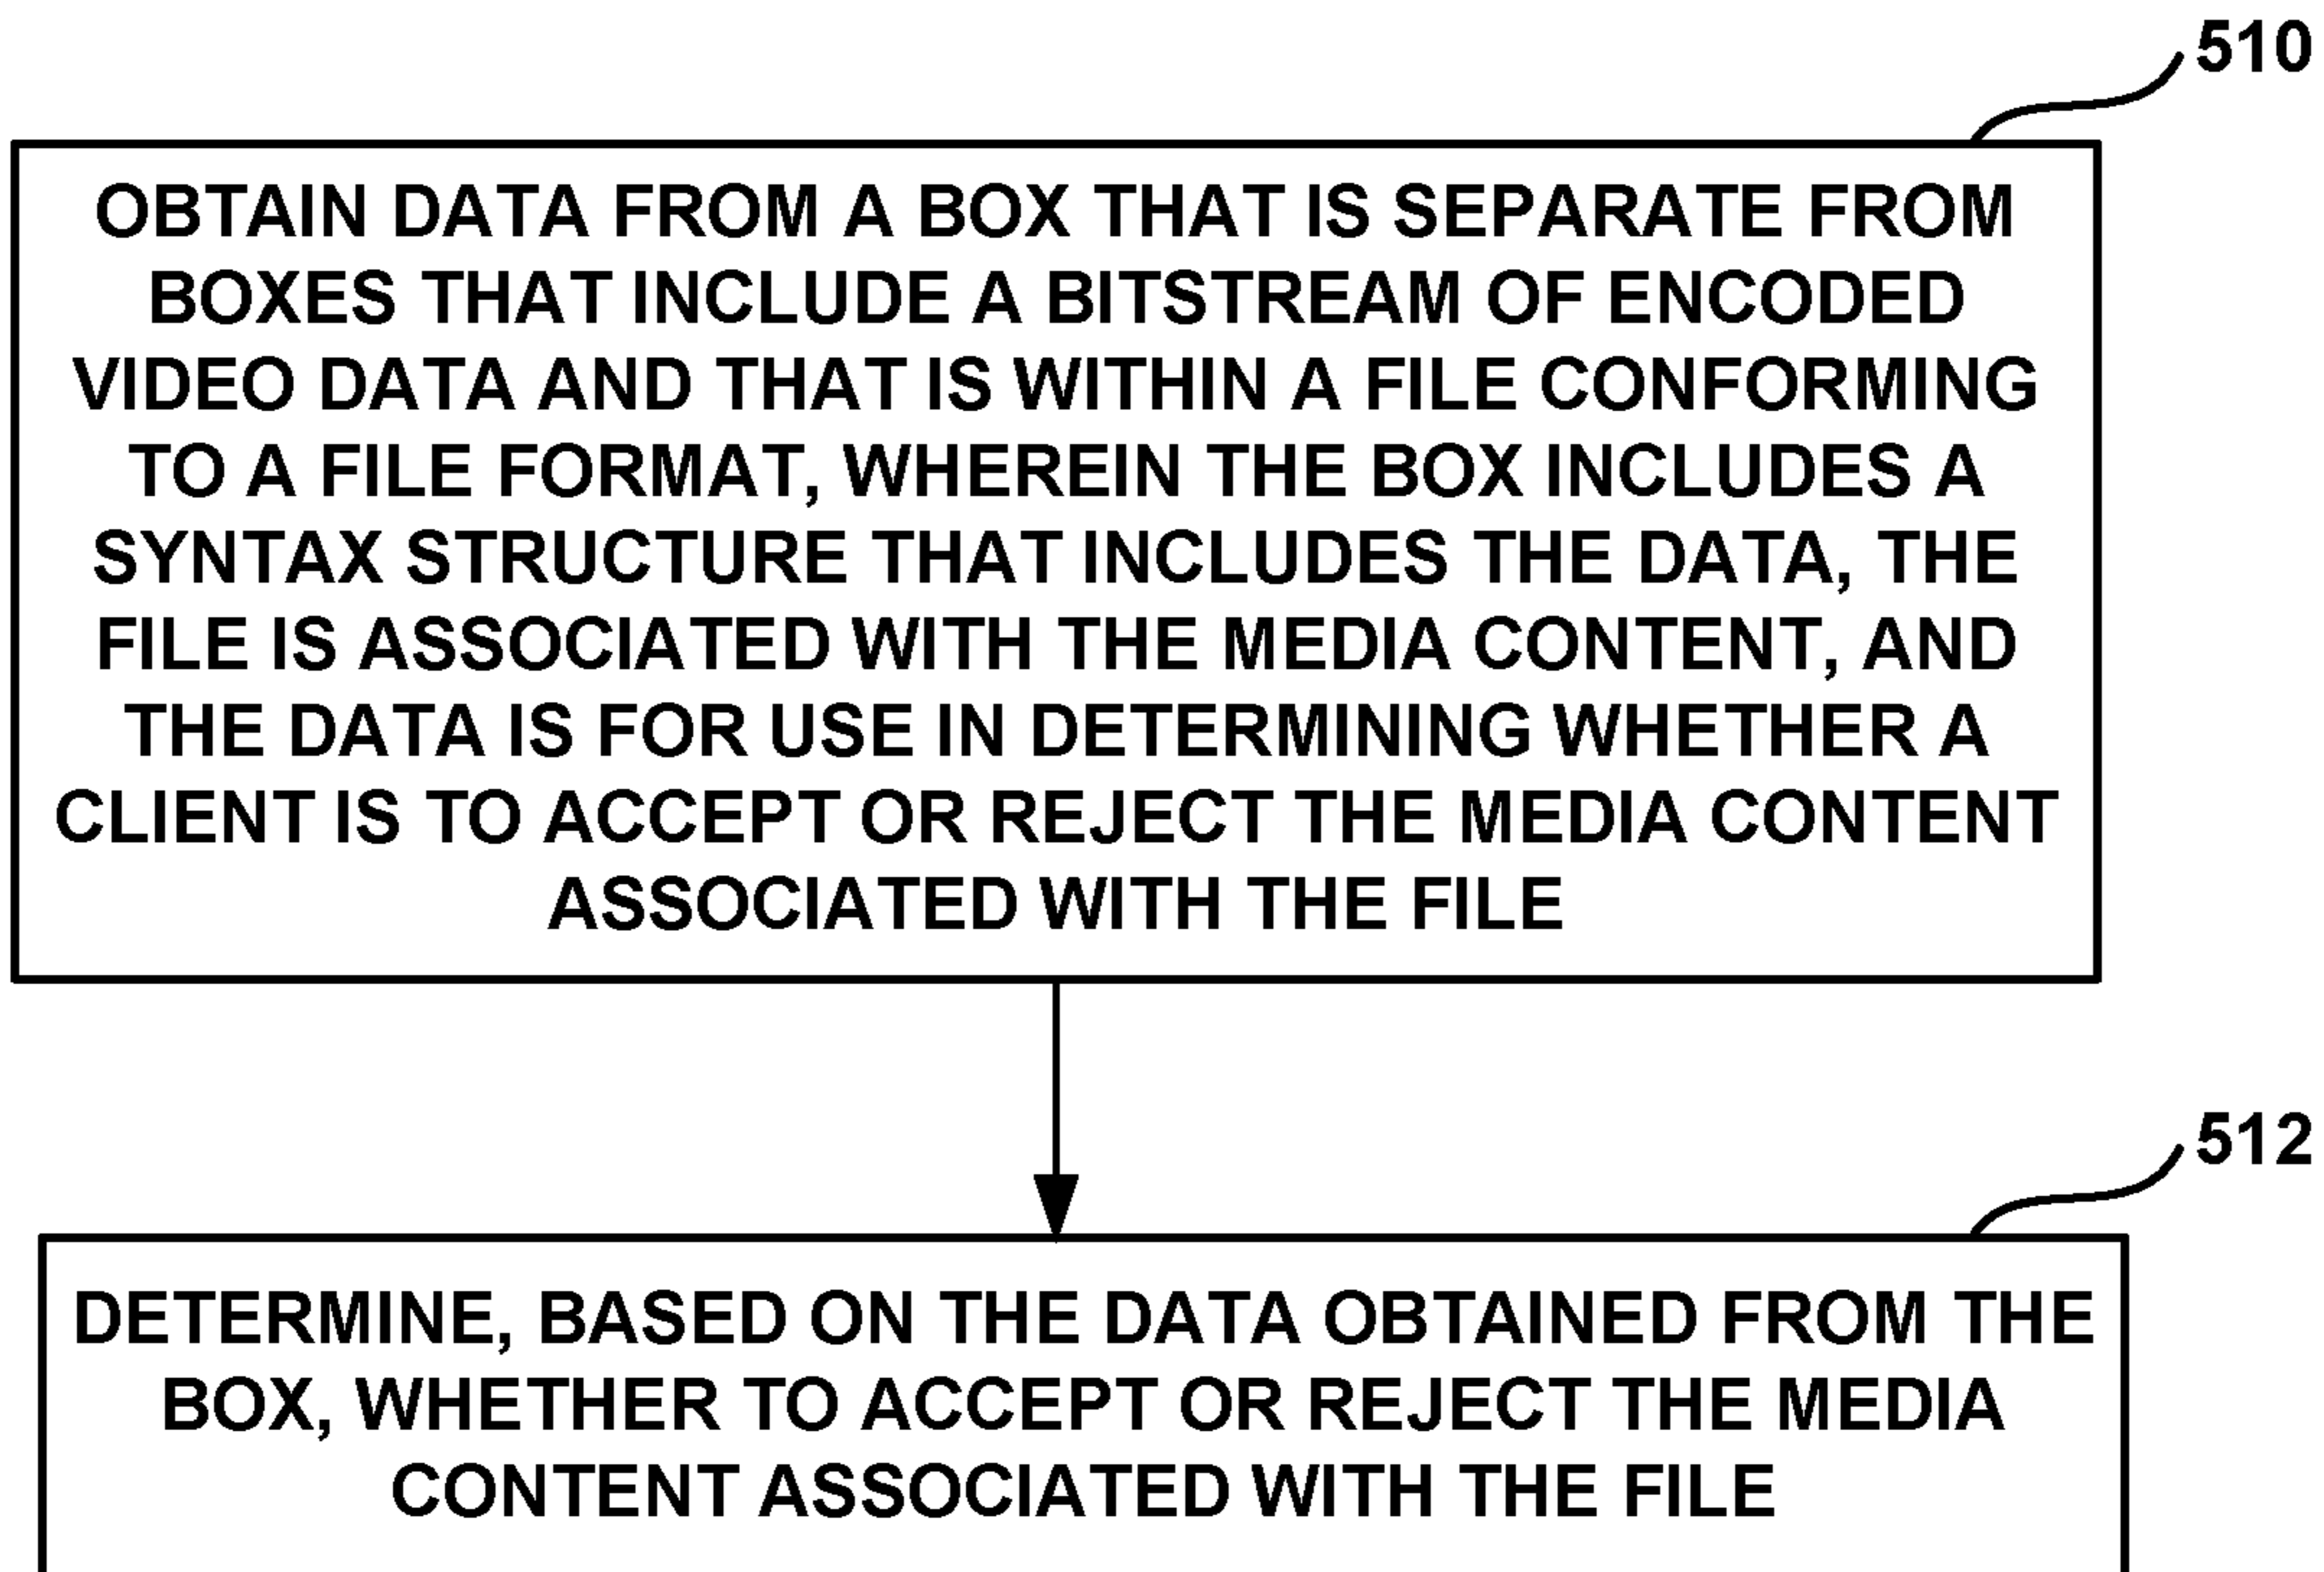 510
OBTAIN DATA FROM A BOX THAT IS SEPARATE FROM
BOXES THAT INCLUDE A BITSTREAM OF ENCODED
VIDEO DATA AND THAT IS WITHIN A FILE CONFORMING
TO A FILE FORMAT, WHEREIN THE BOX INCLUDES A
SYNTAX STRUCTURE THAT INCLUDES THE DATA, THE
FILE IS ASSOCIATED WITH THE MEDIA CONTENT, AND
THE DATA IS FOR USE IN DETERMINING WHETHER A
CLIENT IS TO ACCEPT OR REJECT THE MEDIA CONTENT
ASSOCIATED WITH THE FILE
512
DETERMINE, BASED ON THE DATA OBTAINED FROM THE
BOX, WHETHER TO ACCEPT OR REJECT THE MEDIA
CONTENT ASSOCIATED WITH THE FILE